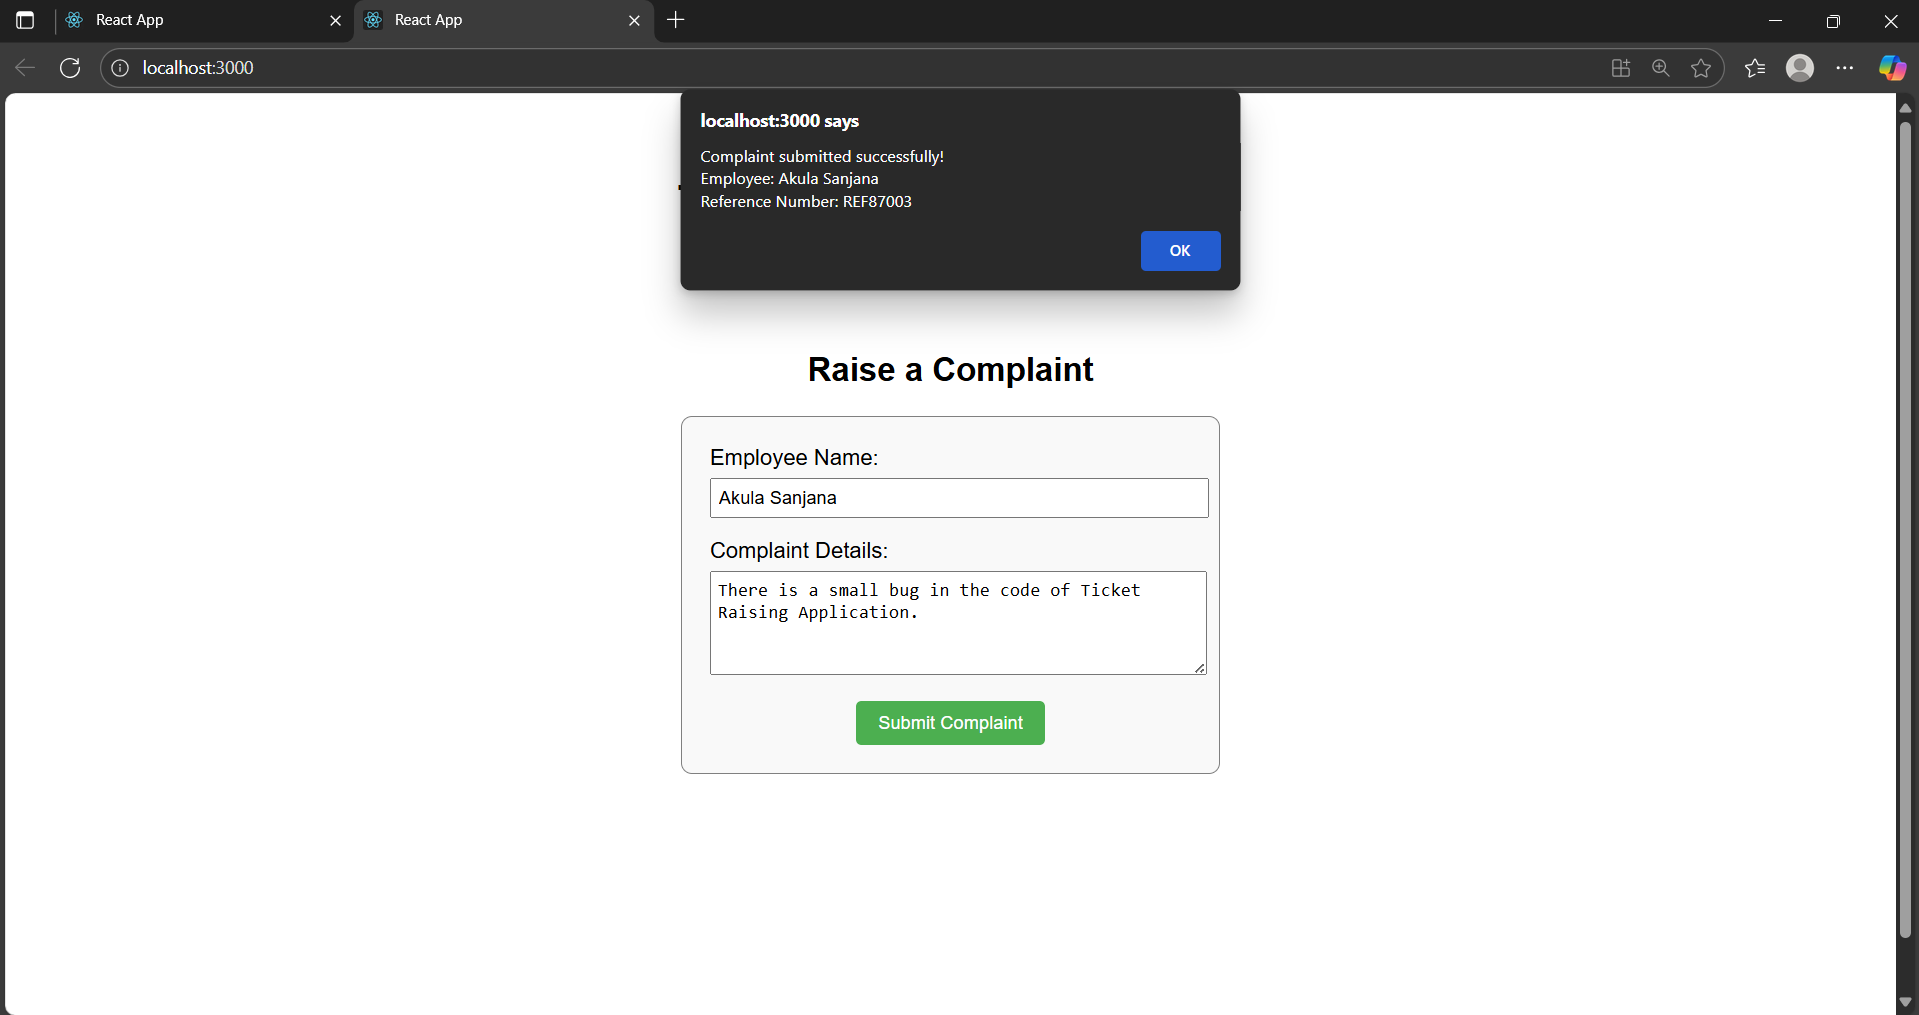 React App
React App
localhost:3000
localhost:3000 says
Complaint submitted successfully!
Employee: Akula Sanjana
Reference Number: REF87003
OK
Raise a Complaint
Employee Name:
Akula Sanjana
Complaint Details:
There is a small bug in the code of Ticket
Raising Application.
Submit Complaint